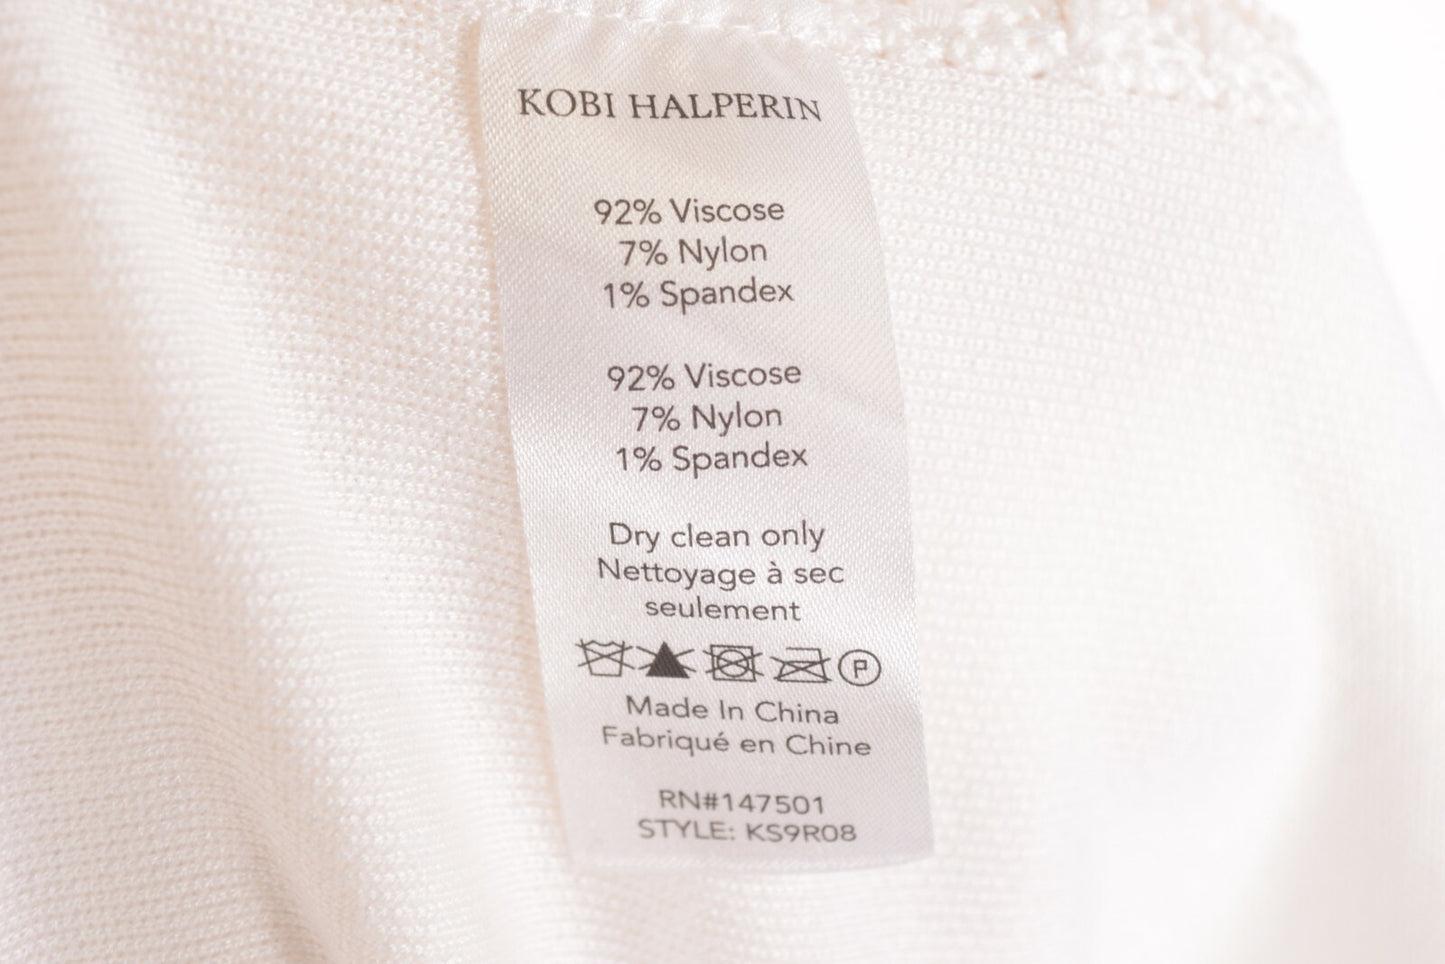 KOBI HALPERIN
92% Viscose
7% Nylon
1% Spandex
92% Viscose
7% Nylon
1% Spandex
Dry clean only
Nettoyage à sec
seulement
P
Made In China
Fabriqué en Chine
RN#147501
STYLE: KS9R08